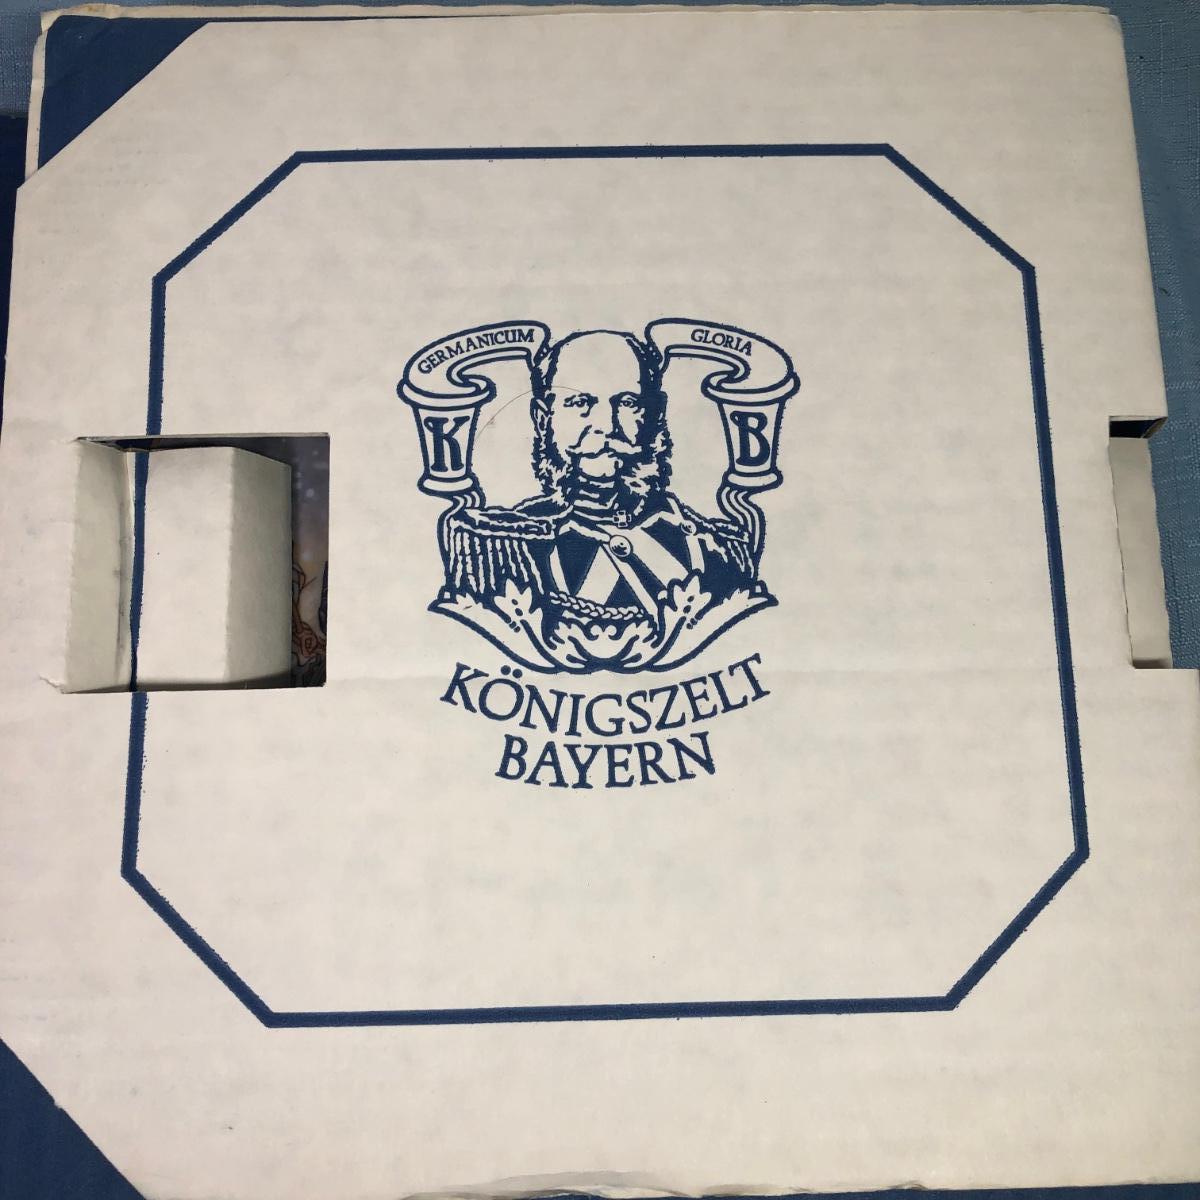 GERMANICUM GLORIA
K B
KÖNIGSZELT
BAYERN